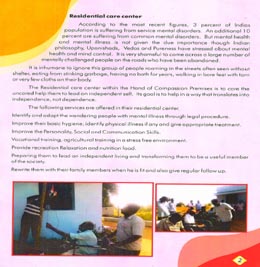 Residential care center
According to the most recent figures, 3 percent of Indian
population is suffering from service mental disorders. An additional 10
percent are suffering from common mental disorders. But mental health
and mental illness is not given the due importance though Indian
philosophy, Upanishads, Vedas and Puranas have stressed about mental
health and mind control. It is very shameful to come across a large number of
mentally challenged people on the roads who have been abandoned.
It is inhumane to ignore this group of people roaming in the streets often seen without
shelter, eating from stinking garbage, having no bath for years, walking in bare feet with torn
or very few cloths on their body.
The Residential care center within the Hand of Compassion Premises is to care the
uncared help them to lead an independent self. Its goal is to help in a way that translates into
independence, not dependence.
The following services are offered in their residential center.
Identify and adopt the wandering people with mental illness through legal procedure.
Improve their basic hygiene; identify physical illness if any and give appropriate treatment.
Improve the Personality, Social and Communication Skills.
Vocational training, agricultural training in a stress free environment.
Provide recreation Relaxation and nutrition food.
Preparing them to lead an independent living and transforming them to be a useful member
of the society.
Reunite them with their family members when he is fit and also give regular follow up.
2